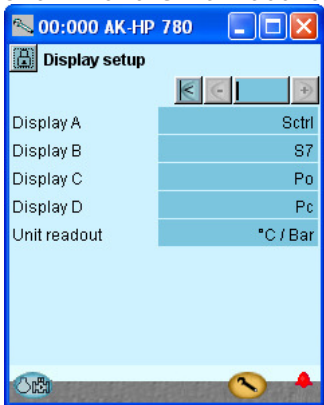 00:000 AK-HP 780
Display setup
Display A Sctrl
Display B S7
Display C Po
Display D Pc
Unit readout °C / Bar